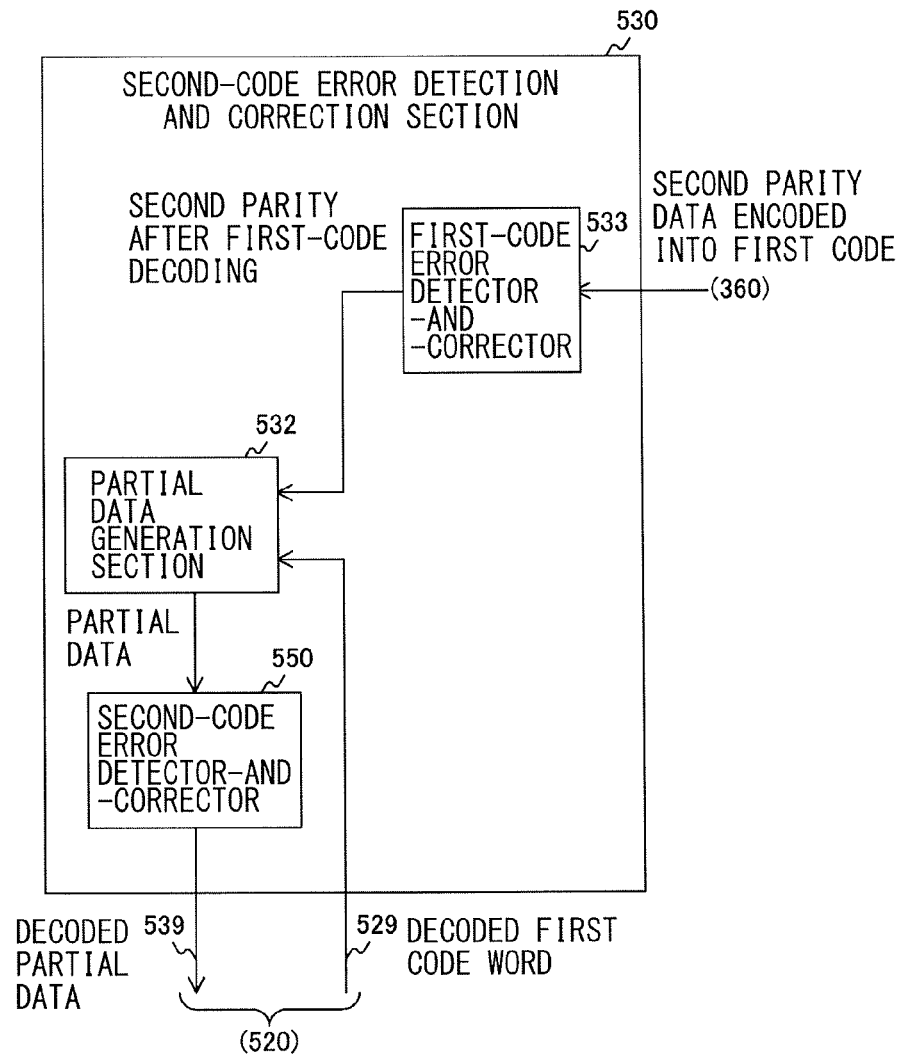 530
SECOND-CODE ERROR DETECTION
AND CORRECTION SECTION
SECOND PARITY
AFTER FIRST-CODE
DECODING
FIRST-CODE
ERROR
DETECTOR
-AND
-CORRECTOR
533
SECOND PARITY
DATA ENCODED
INTO FIRST CODE
(360)
532
PARTIAL
DATA
GENERATION
SECTION
PARTIAL
DATA
550
SECOND-CODE
ERROR
DETECTOR-AND
-CORRECTOR
DECODED
PARTIAL
DATA
539
529
DECODED FIRST
CODE WORD
(520)